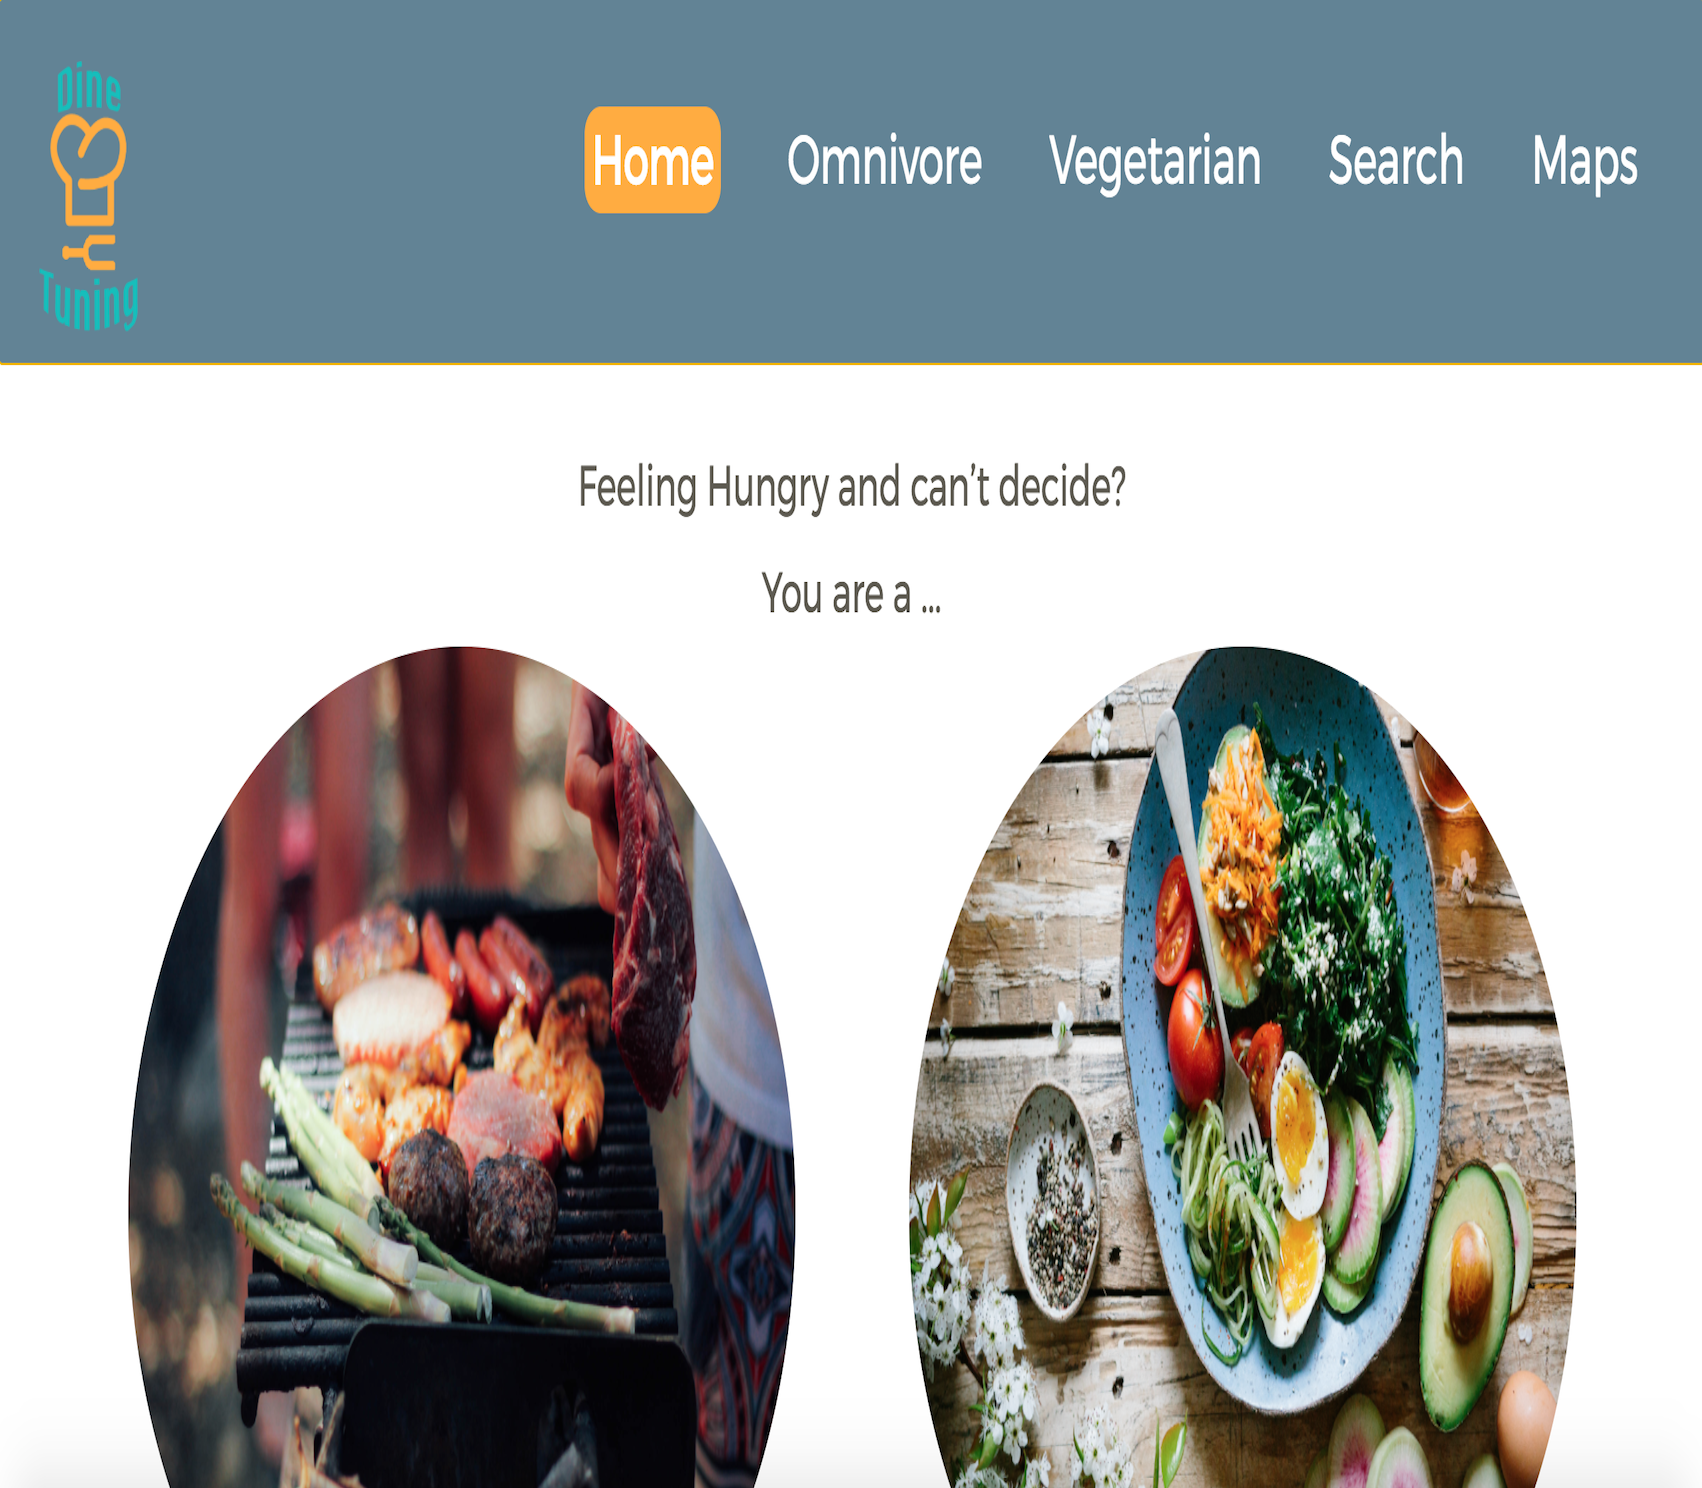 Dine
Tuning
Home Omnivore Vegetarian Search Maps
Feeling Hungry and can’t decide?
You are a ...